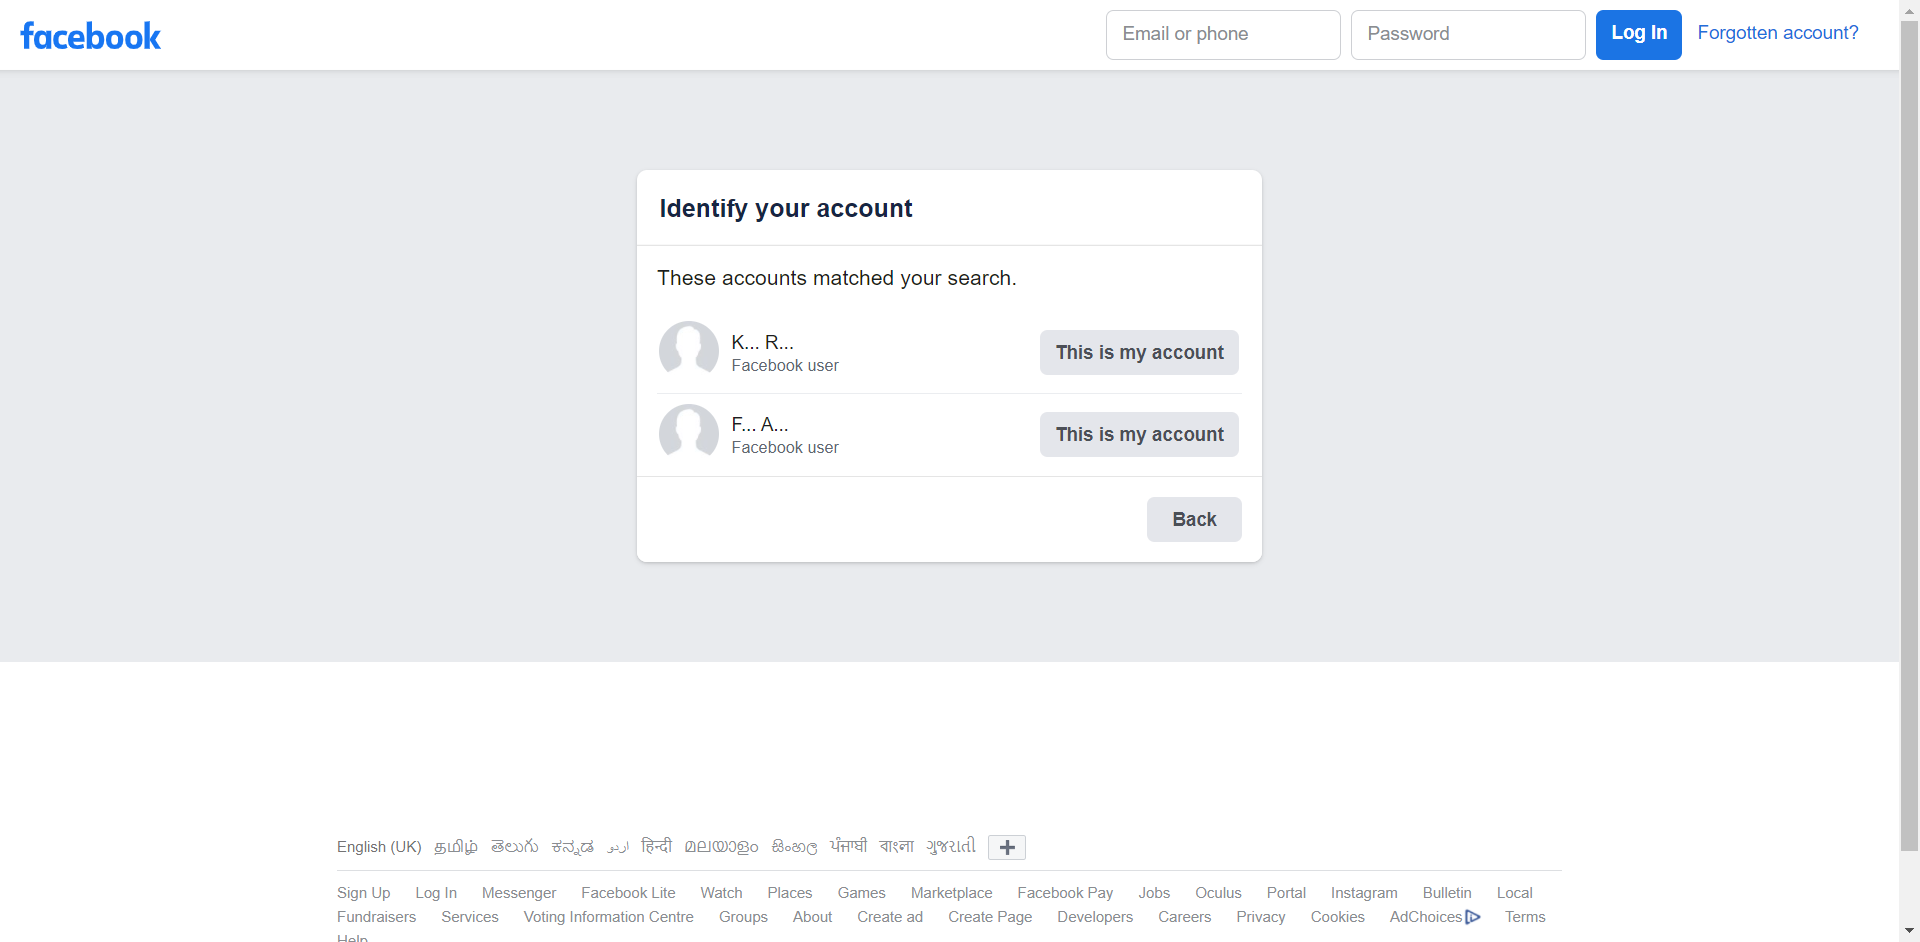 facebook
Email or phone
Password
Log In
Forgotten account?
Identify your account
These accounts matched your search.
K... R...
Facebook user
This is my account
F... A...
Facebook user
This is my account
Back
English (UK) தமிழ் తెలుగు ಕನ್ನಡ اردو हिन्दी മലയാളം සිංහල ਪੰਜਾਬੀ বাংলা ગુજરાતી
Sign Up Log In Messenger Facebook Lite Watch Places Games Marketplace Facebook Pay Jobs Oculus Portal Instagram Bulletin Local
Fundraisers Services Voting Information Centre Groups About Create ad Create Page Developers Careers Privacy Cookies AdChoices Terms
Help